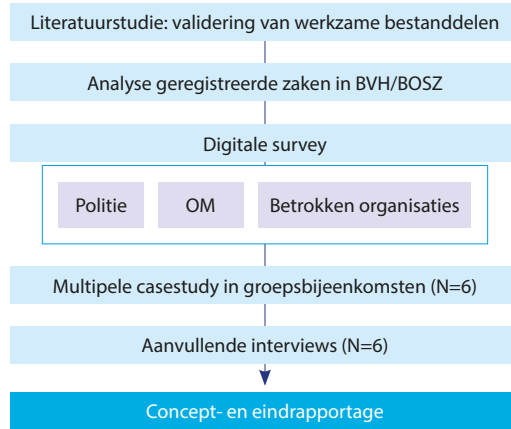 Literatuurstudie: validering van werkzame bestanddelen
Analyse geregistreerde zaken in BVH/BOSZ
Digitale survey
Politie OM Betrokken organisaties
Multipele casestudy in groepsbijeenkomsten (N=6)
Aanvullende interviews (N=6)
Concept- en eindrapportage